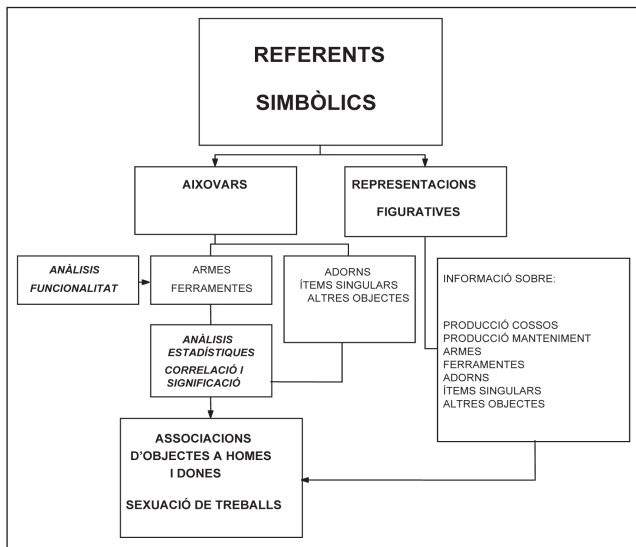 REFERENTS
SIMBÒLICS
AIXOVARS
REPRESENTACIONS
FIGURATIVES
ANÀLISIS
FUNCIONALITAT
ARMES
FERRAMENTES
ADORNS
ÍTEMS SINGULARS
ALTRES OBJECTES
INFORMACIÓ SOBRE:
PRODUCCIÓ COSSOS
PRODUCCIÓ MANTENIMENT
ARMES
FERRAMENTES
ADORNS
ÍTEMS SINGULARS
ALTRES OBJECTES
ANÀLISIS
ESTADÍSTIQUES
CORRELACIÓ I
SIGNIFICACIÓ
ASSOCIACIONS
D'OBJECTES A HOMES
I DONES
SEXUACIÓ DE TREBALLS